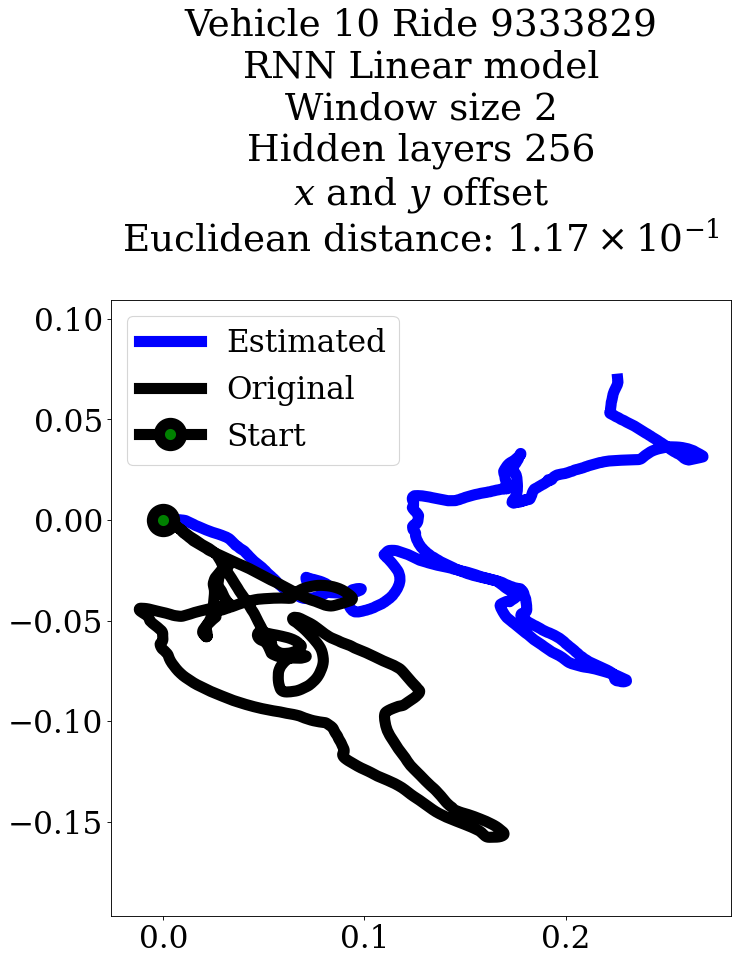 Vehicle 10 Ride 9333829
RNN Linear model
Window size 2
Hidden layers 256
x and y offset
Euclidean distance: 1.17 × 10⁻¹
Estimated
Original
Start
0.10
0.05
0.00
−0.05
−0.10
−0.15
0.0 0.1 0.2